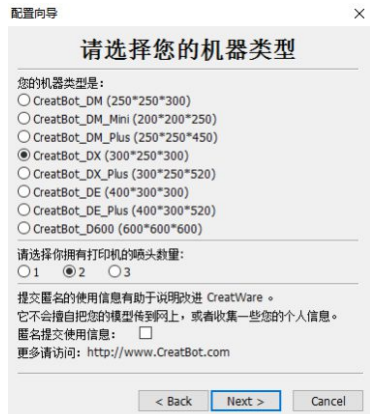 配置向导
请选择您的机器类型
您的机器类型是:
CreatBot_DM (250*250*300)
CreatBot_DM_Mini (200*200*250)
CreatBot_DM_Plus (250*250*450)
CreatBot_DX (300*250*300)
CreatBot_DX_Plus (300*250*520)
CreatBot_DE (400*300*300)
CreatBot_DE_Plus (400*300*520)
CreatBot_D600 (600*600*600)
请选择你拥有打印机的喷头数量:
1 2 3
提交匿名的使用信息有助于说明改进 CreatWare 。
它不会擅自把您的模型传到网上，或者收集一些您的个人信息。
匿名提交使用信息:
更多请访问: http://www.CreatBot.com
< Back Next > Cancel